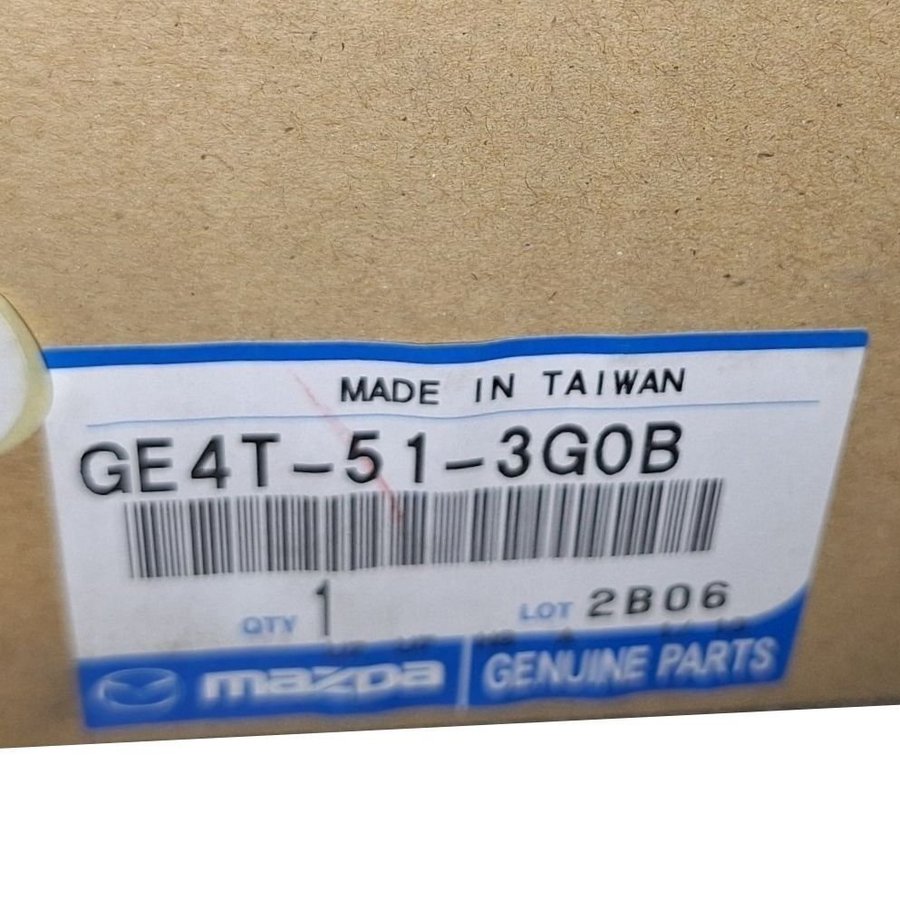 MADE IN TAIWAN
GE4T-51-3G0B
QTY 1 LOT 2B06
mazda GENUINE PARTS